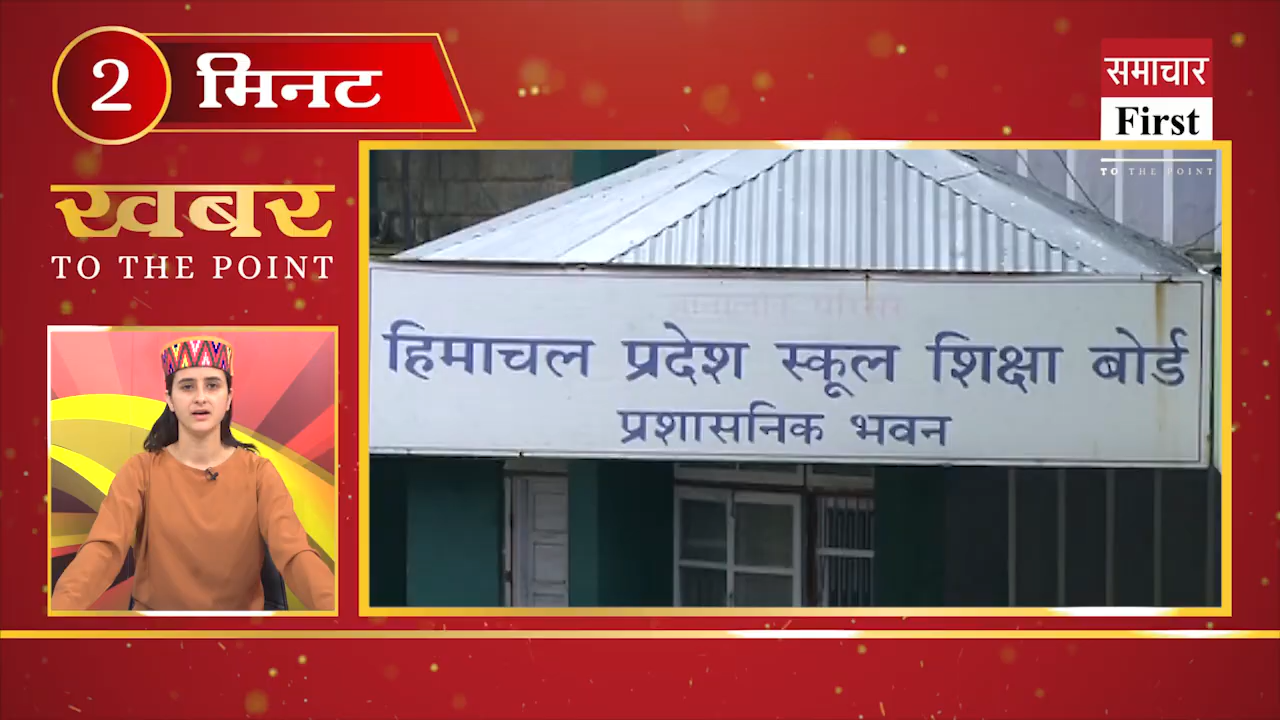 2 मिनट
खबर
TO THE POINT
समाचार
First
TO THE POINT
हिमाचल प्रदेश स्कूल शिक्षा बोर्ड
प्रशासनिक भवन